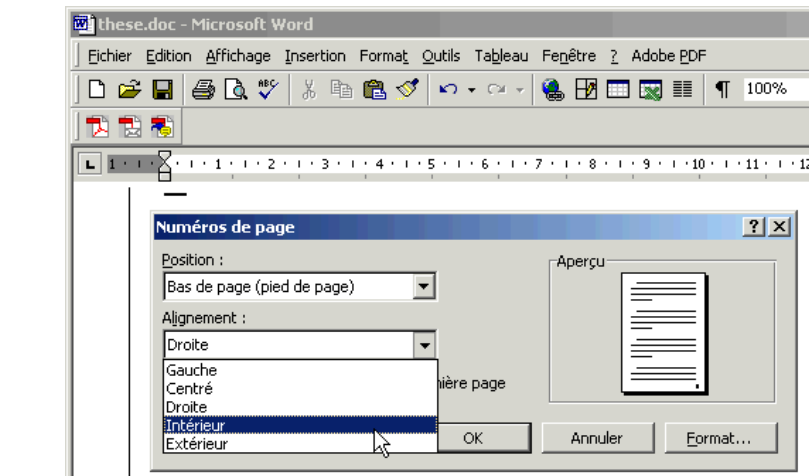 these.doc - Microsoft Word
Fichier Edition Affichage Insertion Format Outils Tableau Fenêtre ? Adobe PDF
ABC ¶ 100%
L 1 1 2 3 4 5 6 7 8 9 10 11 12
Numéros de page ? ×
Position :
Bas de page (pied de page)
Aperçu
Alignement :
Droite
Gauche
Centré
Droite
Intérieur
Extérieur
page
OK Annuler Format...